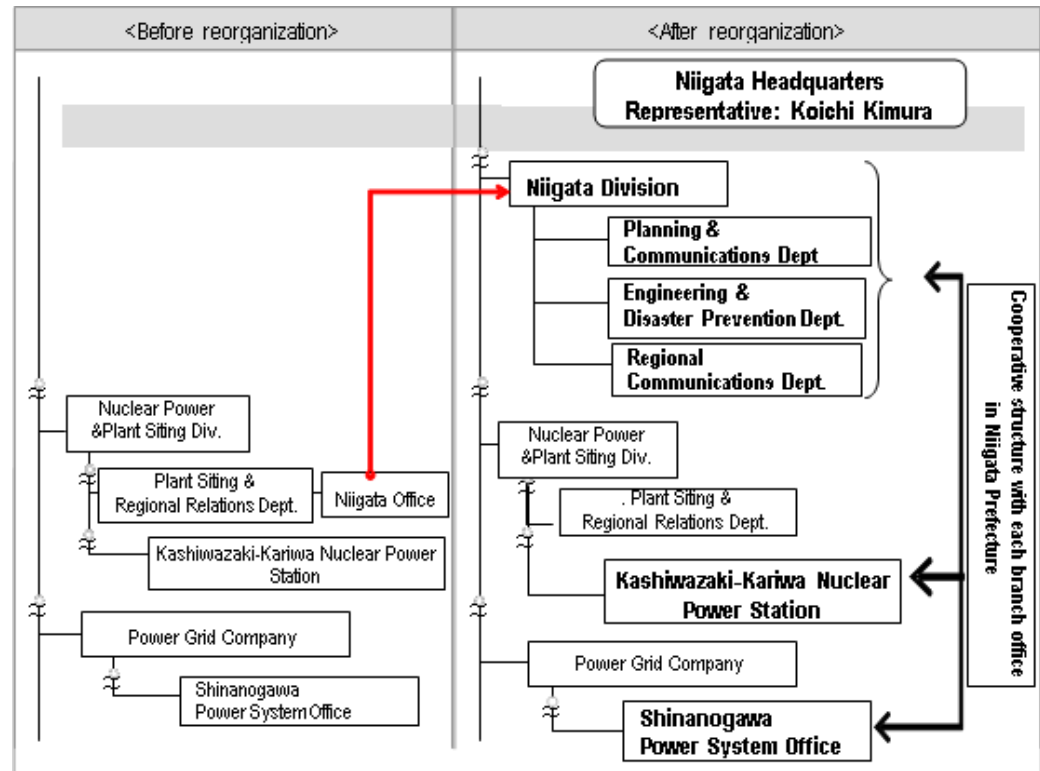 <Before reorganization>
<After reorganization>
Niigata Headquarters
Representative: Koichi Kimura
Niigata Division
Planning &
Communications Dept
Engineering &
Disaster Prevention Dept.
Regional
Communications Dept.
Cooperative structure with each branch office
in Niigata Prefecture
Nuclear Power
&Plant Siting Div.
Plant Siting &
Regional Relations Dept.
Niigata Office
Kashiwazaki-Kariwa Nuclear Power
Station
Power Grid Company
Shinanogawa
Power System Office
Nuclear Power
&Plant Siting Div.
. Plant Siting &
Regional Relations Dept.
Kashiwazaki-Kariwa Nuclear
Power Station
Power Grid Company
Shinanogawa
Power System Office